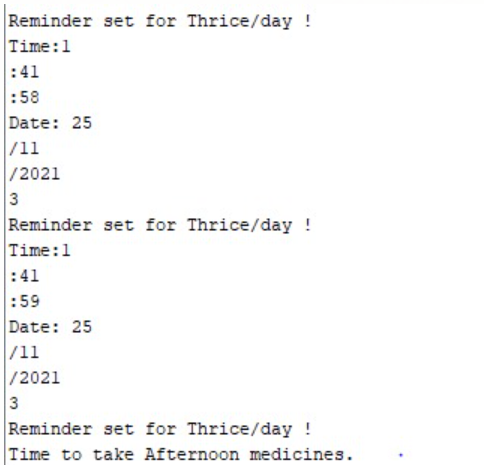 Reminder set for Thrice/day !
Time:1
:41
:58
Date: 25
/11
/2021
3
Reminder set for Thrice/day !
Time:1
:41
:59
Date: 25
/11
/2021
3
Reminder set for Thrice/day !
Time to take Afternoon medicines.